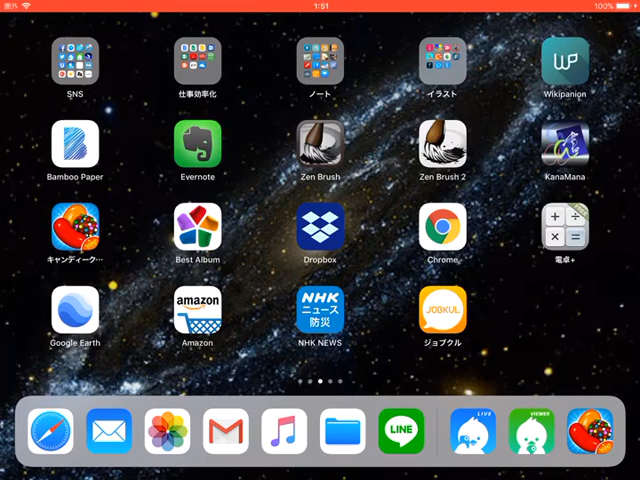 圏外
1:51
100%
SNS
仕事効率化
ノート
イラスト
WP
Wikipanion
B
Bamboo Paper
Evernote
Zen Brush
Zen Brush 2
KanaMana
キャンディーク…
Best Album
Dropbox
Chrome
電卓+
Google Earth
amazon
Amazon
NHK
ニュース
防災
NHK NEWS
JOBKUL
ジョブクル
LINE
LIVE
VIEWER